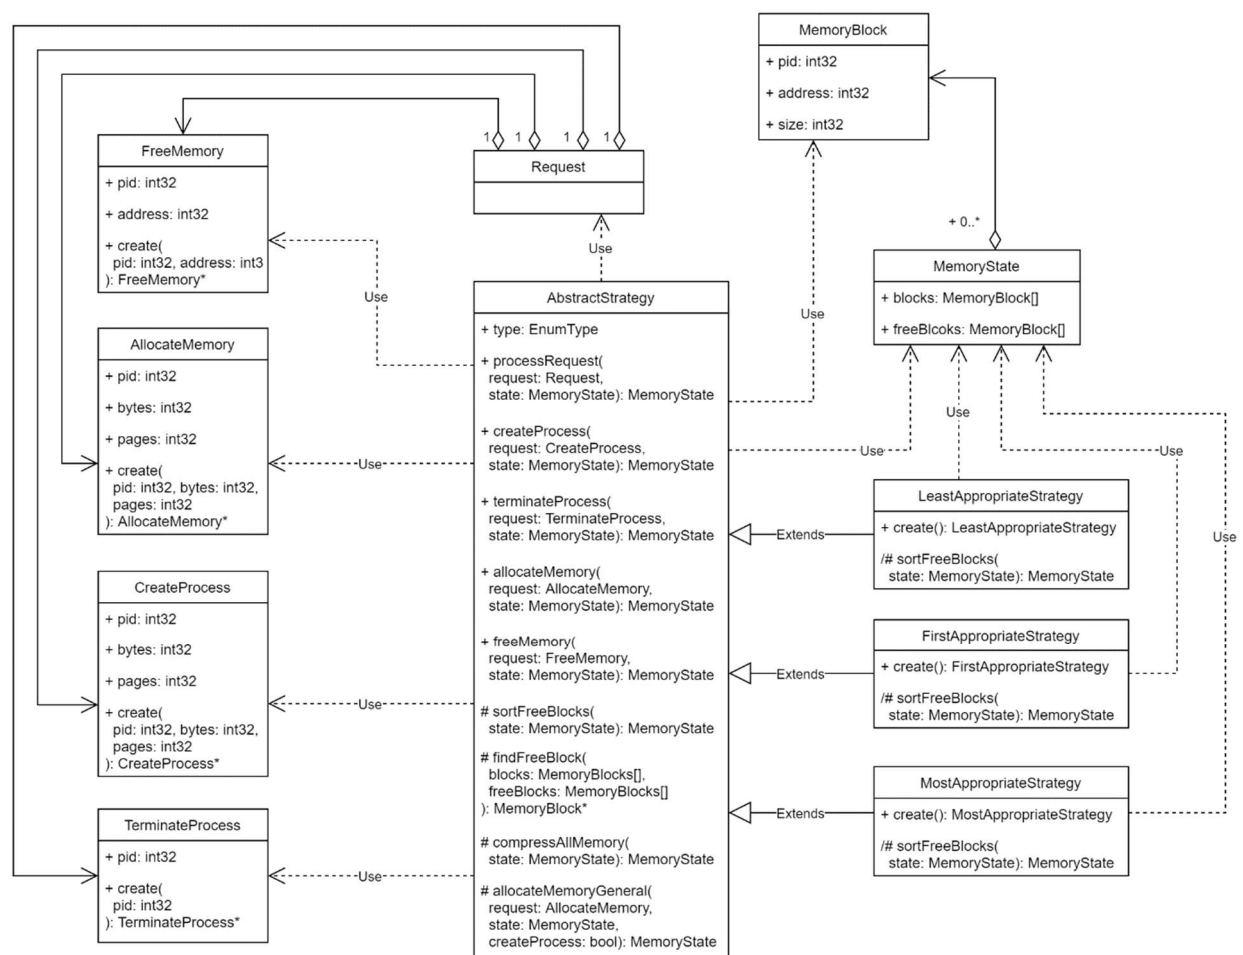 MemoryBlock
+ pid: int32
+ address: int32
+ size: int32
1
1
1
1
Request
FreeMemory
+ pid: int32
+ address: int32
+ create(
pid: int32, address: int3
): FreeMemory*
+ 0..*
MemoryState
+ blocks: MemoryBlock[]
+ freeBlcoks: MemoryBlock[]
Use
Use
Use
AllocateMemory
+ pid: int32
+ bytes: int32
+ pages: int32
+ create(
pid: int32, bytes: int32,
pages: int32
): AllocateMemory*
Use
AbstractStrategy
+ type: EnumType
+ processRequest(
request: Request,
state: MemoryState): MemoryState
+ createProcess(
request: CreateProcess,
state: MemoryState): MemoryState
+ terminateProcess(
request: TerminateProcess,
state: MemoryState): MemoryState
+ allocateMemory(
request: AllocateMemory,
state: MemoryState): MemoryState
+ freeMemory(
request: FreeMemory,
state: MemoryState): MemoryState
# sortFreeBlocks(
state: MemoryState): MemoryState
# findFreeBlock(
blocks: MemoryBlocks[],
freeBlocks: MemoryBlocks[]
): MemoryBlock*
# compressAllMemory(
state: MemoryState): MemoryState
# allocateMemoryGeneral(
request: AllocateMemory,
state: MemoryState,
createProcess: bool): MemoryState
Use
Use
Use
LeastAppropriateStrategy
+ create(): LeastAppropriateStrategy
/# sortFreeBlocks(
state: MemoryState): MemoryState
Extends
Use
CreateProcess
+ pid: int32
+ bytes: int32
+ pages: int32
+ create(
pid: int32, bytes: int32,
pages: int32
): CreateProcess*
Use
FirstAppropriateStrategy
+ create(): FirstAppropriateStrategy
/# sortFreeBlocks(
state: MemoryState): MemoryState
Extends
MostAppropriateStrategy
+ create(): MostAppropriateStrategy
/# sortFreeBlocks(
state: MemoryState): MemoryState
Extends
TerminateProcess
+ pid: int32
+ create(
pid: int32
): TerminateProcess*
Use